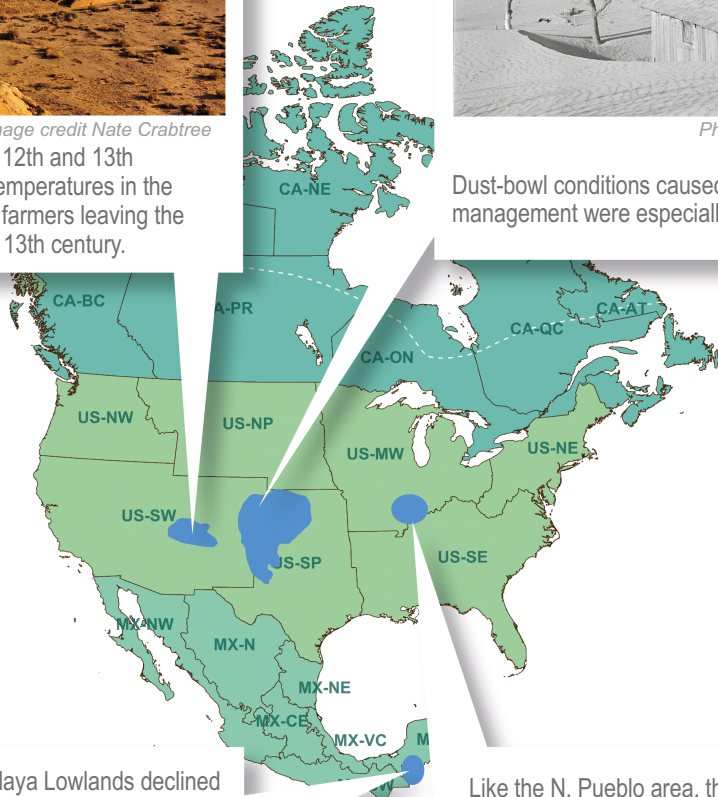 mage credit Nate Crabtree
12th and 13th
emperatures in the
farmers leaving the
13th century.
Ph
Dust-bowl conditions caused
management were especiall
CA-NE
CA-BC
A-PR
CA-ON
CA-QC
CA-AT
US-NW
US-NP
US-MW
US-NE
US-SW
US-SP
US-SE
MX-NW
MX-N
MX-NE
MX-CE
MX-VC
M
laya Lowlands declined
Like the N. Pueblo area, th